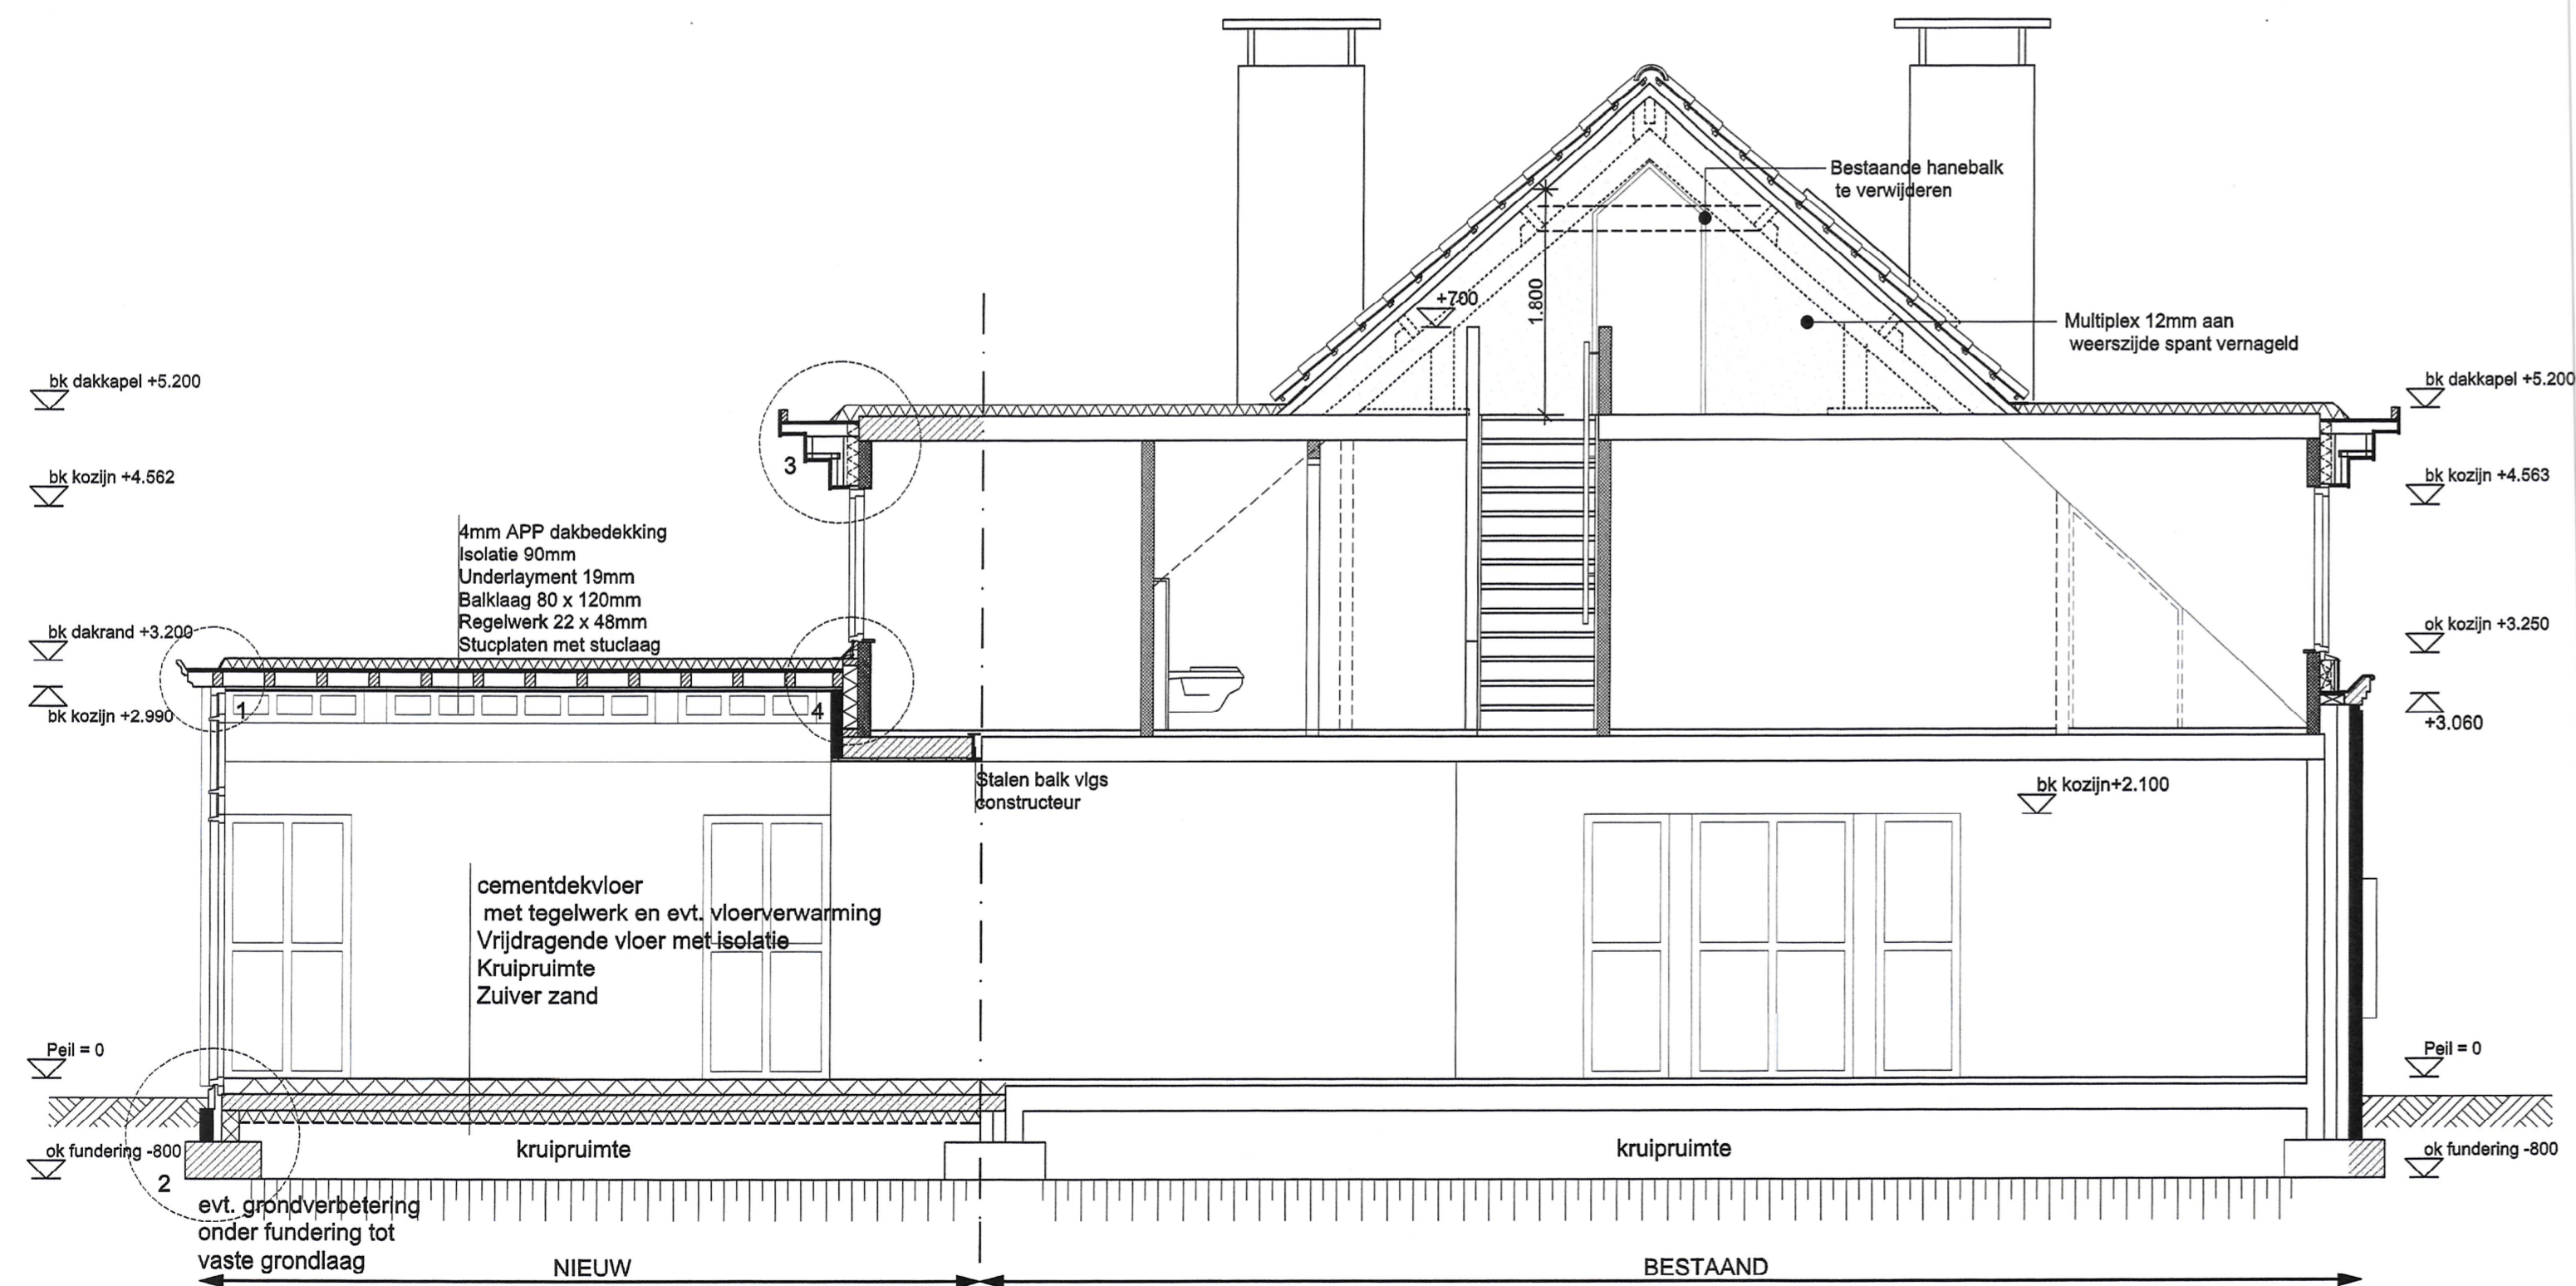 Bestaande hanebalk
te verwijderen
+700
1.800
Multiplex 12mm aan
weerszijde spant vernageld
bk dakkapel +5.200
bk dakkapel +5.200
3
bk kozijn +4.562
bk kozijn +4.563
4mm APP dakbedekking
Isolatie 90mm
Underlayment 19mm
Balklaag 80 x 120mm
Regelwerk 22 x 48mm
Stucplaten met stuclaag
bk dakrand +3.200
ok kozijn +3.250
1
4
bk kozijn +2.990
+3.060
Stalen balk vlgs
constructeur
bk kozijn+2.100
cementdekvloer
met tegelwerk en evt. vloerverwarming
Vrijdragende vloer met isolatie
Kruipruimte
Zuiver zand
Peil = 0
Peil = 0
ok fundering -800
kruipruimte
kruipruimte
ok fundering -800
2
evt. grondverbetering
onder fundering tot
vaste grondlaag
NIEUW
BESTAAND